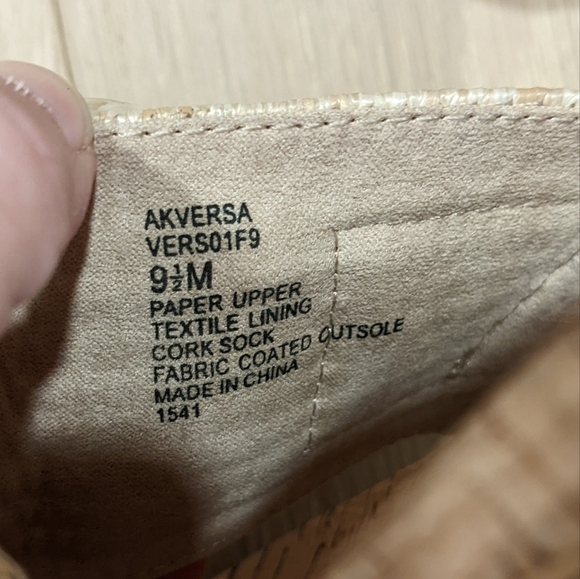 AKVERSA
VERS01F9
9½M
PAPER UPPER
TEXTILE LINING
CORK SOCK
FABRIC COATED OUTSOLE
MADE IN CHINA
1541